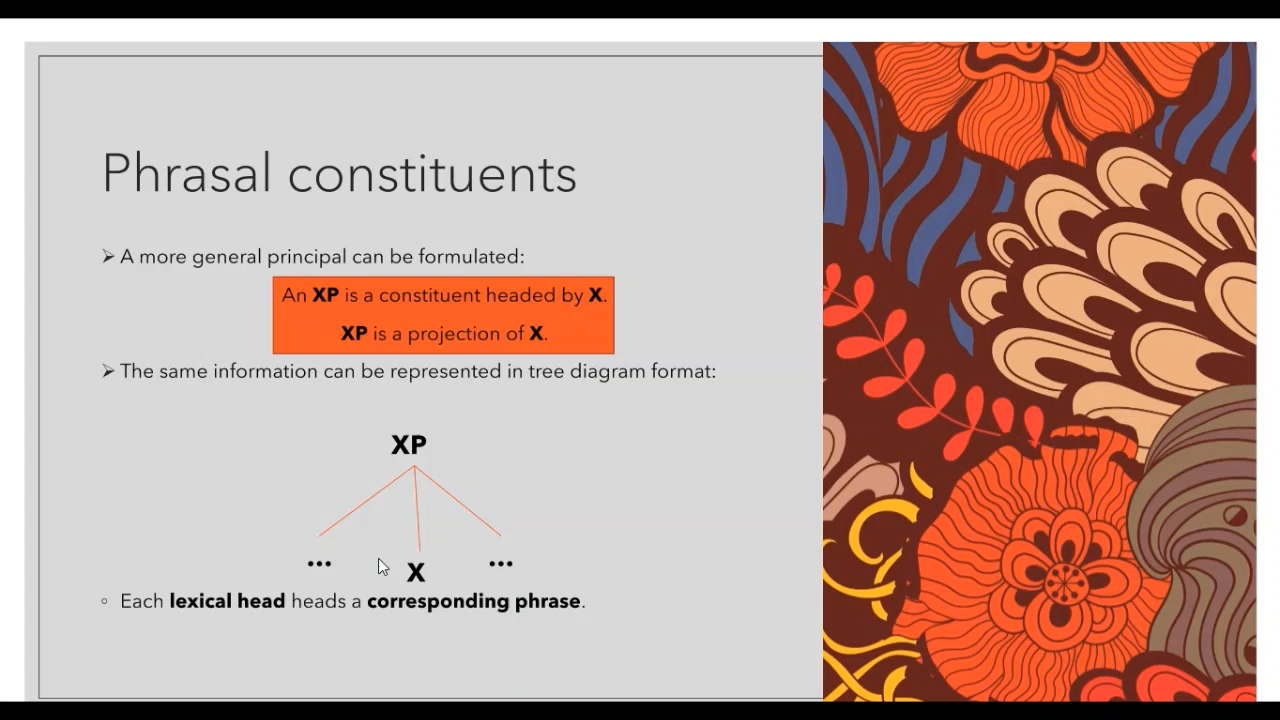 Phrasal constituents
➢ A more general principal can be formulated:
An XP is a constituent headed by X.
XP is a projection of X.
➢ The same information can be represented in tree diagram format:
XP
... X ...
◦ Each lexical head heads a corresponding phrase.